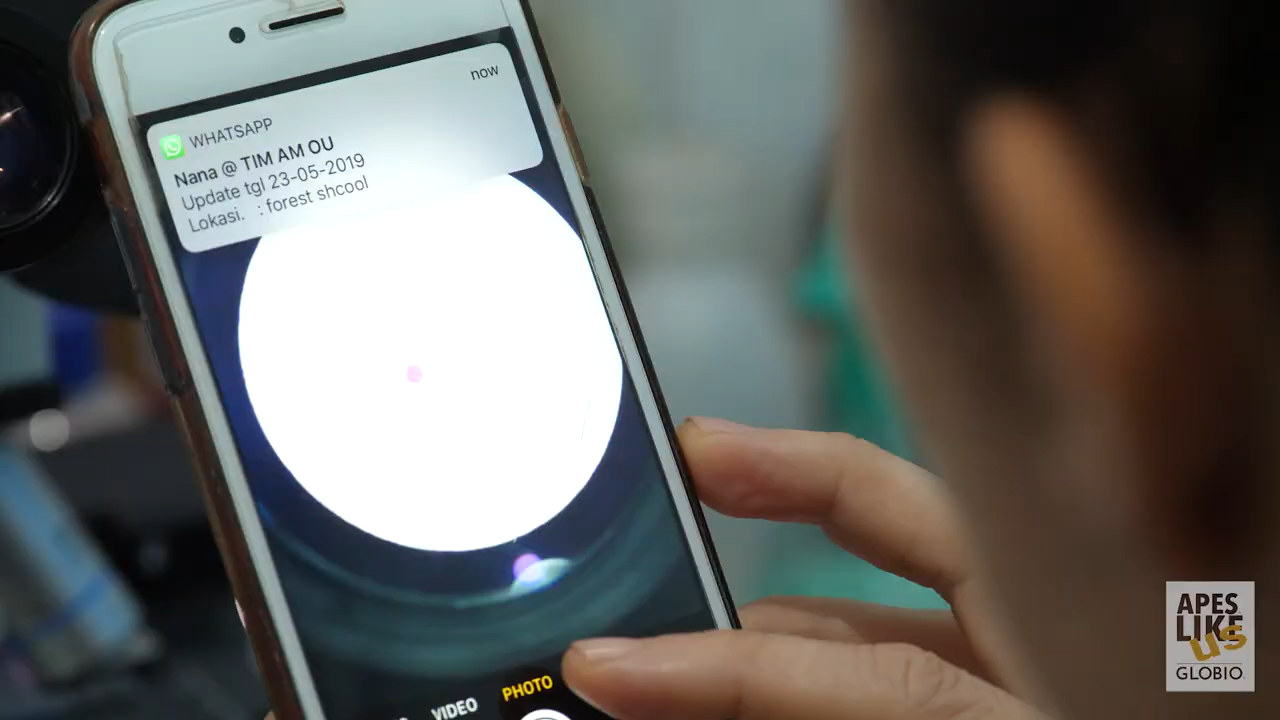 now
WHATSAPP
Nana @ TIM AM OU
Update tgl 23-05-2019
Lokasi. : forest shcool
VIDEO
PHOTO
APES
LIKE
us
GLOBIO